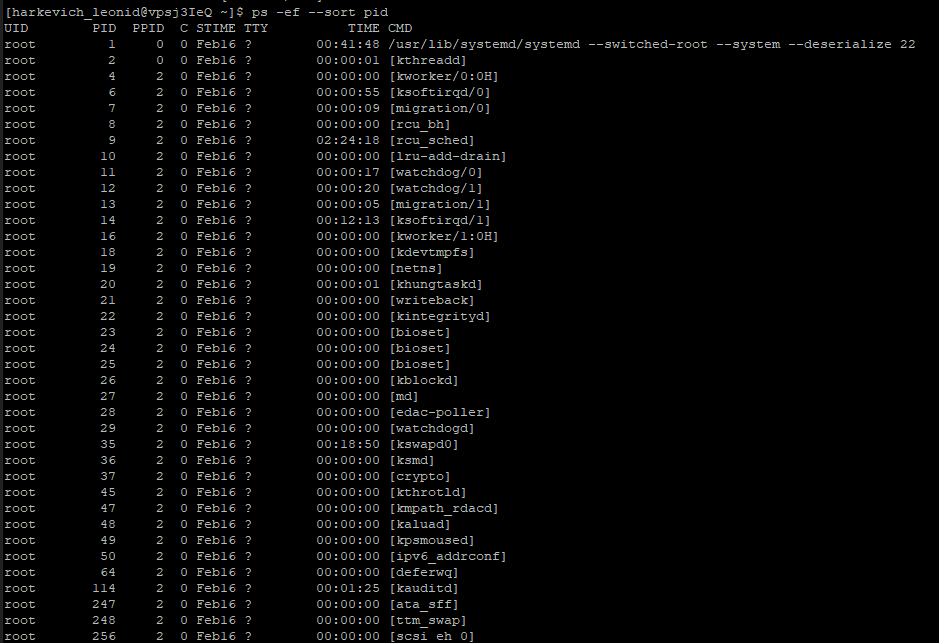 [harkevich_leonid@vpsj3IeQ ~]$ ps -ef --sort pid
UID        PID  PPID  C STIME TTY          TIME CMD
root         1     0  0 Feb16 ?        00:41:48 /usr/lib/systemd/systemd --switched-root --system --deserialize 22
root         2     0  0 Feb16 ?        00:00:01 [kthreadd]
root         4     2  0 Feb16 ?        00:00:00 [kworker/0:0H]
root         6     2  0 Feb16 ?        00:00:55 [ksoftirqd/0]
root         7     2  0 Feb16 ?        00:00:09 [migration/0]
root         8     2  0 Feb16 ?        00:00:00 [rcu_bh]
root         9     2  0 Feb16 ?        02:24:18 [rcu_sched]
root        10     2  0 Feb16 ?        00:00:00 [lru-add-drain]
root        11     2  0 Feb16 ?        00:00:17 [watchdog/0]
root        12     2  0 Feb16 ?        00:00:20 [watchdog/1]
root        13     2  0 Feb16 ?        00:00:05 [migration/1]
root        14     2  0 Feb16 ?        00:12:13 [ksoftirqd/1]
root        16     2  0 Feb16 ?        00:00:00 [kworker/1:0H]
root        18     2  0 Feb16 ?        00:00:00 [kdevtmpfs]
root        19     2  0 Feb16 ?        00:00:00 [netns]
root        20     2  0 Feb16 ?        00:00:01 [khungtaskd]
root        21     2  0 Feb16 ?        00:00:00 [writeback]
root        22     2  0 Feb16 ?        00:00:00 [kintegrityd]
root        23     2  0 Feb16 ?        00:00:00 [bioset]
root        24     2  0 Feb16 ?        00:00:00 [bioset]
root        25     2  0 Feb16 ?        00:00:00 [bioset]
root        26     2  0 Feb16 ?        00:00:00 [kblockd]
root        27     2  0 Feb16 ?        00:00:00 [md]
root        28     2  0 Feb16 ?        00:00:00 [edac-poller]
root        29     2  0 Feb16 ?        00:00:00 [watchdogd]
root        35     2  0 Feb16 ?        00:18:50 [kswapd0]
root        36     2  0 Feb16 ?        00:00:00 [ksmd]
root        37     2  0 Feb16 ?        00:00:00 [crypto]
root        45     2  0 Feb16 ?        00:00:00 [kthrotld]
root        47     2  0 Feb16 ?        00:00:00 [kmpath_rdacd]
root        48     2  0 Feb16 ?        00:00:00 [kaluad]
root        49     2  0 Feb16 ?        00:00:00 [kpsmoused]
root        50     2  0 Feb16 ?        00:00:00 [ipv6_addrconf]
root        64     2  0 Feb16 ?        00:00:00 [deferwq]
root       114     2  0 Feb16 ?        00:01:25 [kauditd]
root       247     2  0 Feb16 ?        00:00:00 [ata_sff]
root       248     2  0 Feb16 ?        00:00:00 [ttm_swap]
root       256     2  0 Feb16 ?        00:00:00 [scsi_eh_0]